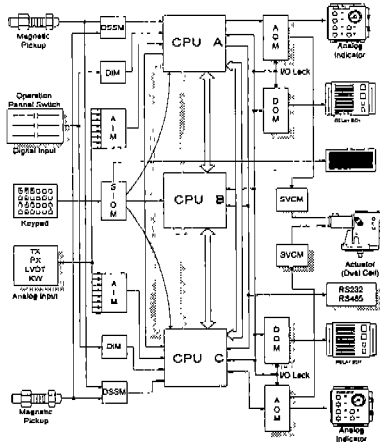 Magnetic
Pickup
DSSM
CPU A
AOM
Analog
Indicator
I/O Lock
DIM
DOM
Operation
Pannel Switch
Digital Input
AIM
SIOM
Keypad
CPU B
SVCM
SVCM
Actuator
(Dual Coil)
TX
PX
LVDT
KW
Analog Input
AIM
RS232
RS485
DIM
DOM
CPU C
I/O Lock
DSSM
AOM
Magnetic
Pickup
Analog
Indicator